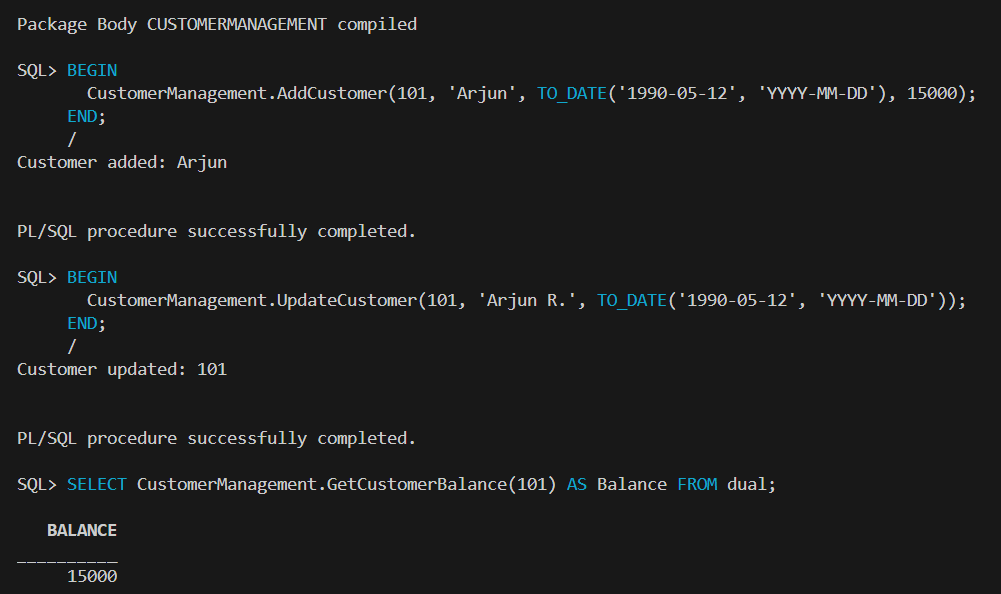 Package Body CUSTOMERMANAGEMENT compiled
SQL> BEGIN
CustomerManagement.AddCustomer(101, 'Arjun', TO_DATE('1990-05-12', 'YYYY-MM-DD'), 15000);
END;
/
Customer added: Arjun
PL/SQL procedure successfully completed.
SQL> BEGIN
CustomerManagement.UpdateCustomer(101, 'Arjun R.', TO_DATE('1990-05-12', 'YYYY-MM-DD'));
END;
/
Customer updated: 101
PL/SQL procedure successfully completed.
SQL> SELECT CustomerManagement.GetCustomerBalance(101) AS Balance FROM dual;
BALANCE
__________
15000